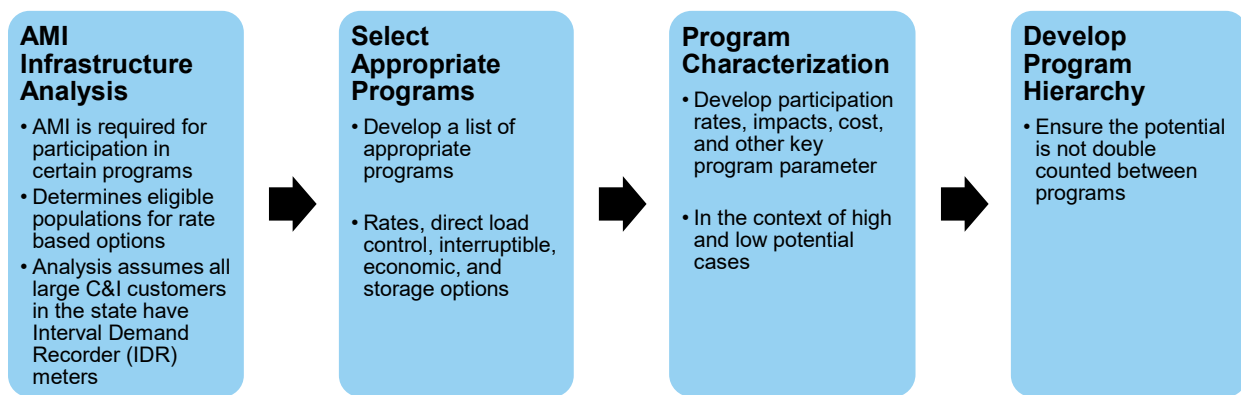 AMI
Infrastructure
Analysis
• AMI is required for
participation in
certain programs
• Determines eligible
populations for rate
based options
• Analysis assumes all
large C&I customers
in the state have
Interval Demand
Recorder (IDR)
meters
Select
Appropriate
Programs
• Develop a list of
appropriate
programs
• Rates, direct load
control, interruptible,
economic, and
storage options
Program
Characterization
• Develop participation
rates, impacts, cost,
and other key
program parameter
• In the context of high
and low potential
cases
Develop
Program
Hierarchy
• Ensure the potential
is not double
counted between
programs